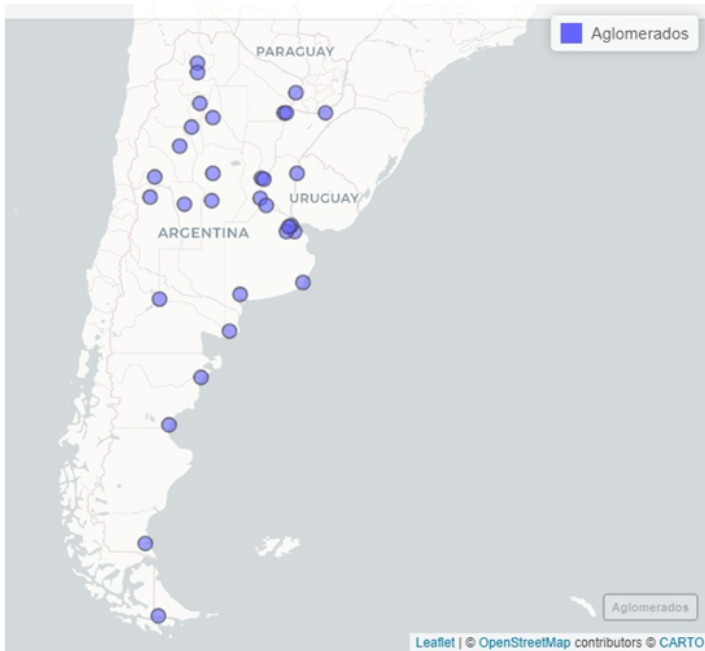 PARAGUAY
Aglomerados
URUGUAY
ARGENTINA
Aglomerados
Leaflet | © OpenStreetMap contributors © CARTO